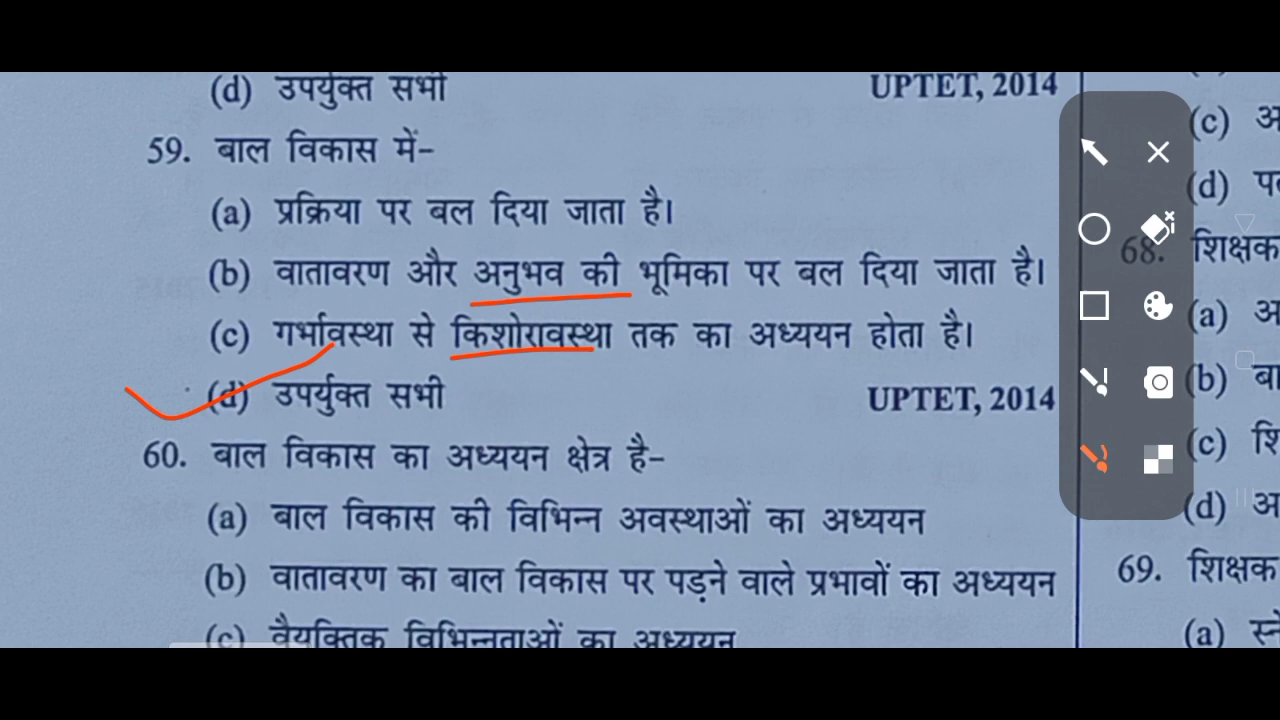 (d) उपर्युक्त सभी UPTET, 2014
59. बाल विकास में-
(a) प्रक्रिया पर बल दिया जाता है।
(b) वातावरण और अनुभव की भूमिका पर बल दिया जाता है।
(c) गर्भावस्था से किशोरावस्था तक का अध्ययन होता है।
(d) उपर्युक्त सभी UPTET, 2014
60. बाल विकास का अध्ययन क्षेत्र है-
(a) बाल विकास की विभिन्न अवस्थाओं का अध्ययन
(b) वातावरण का बाल विकास पर पड़ने वाले प्रभावों का अध्ययन
(c) वैयक्तिक विभिन्नताओं का अध्ययन
(c)
(d)
68. शिक्षक
(a)
(b)
(c)
(d)
69. शिक्षक
(a)